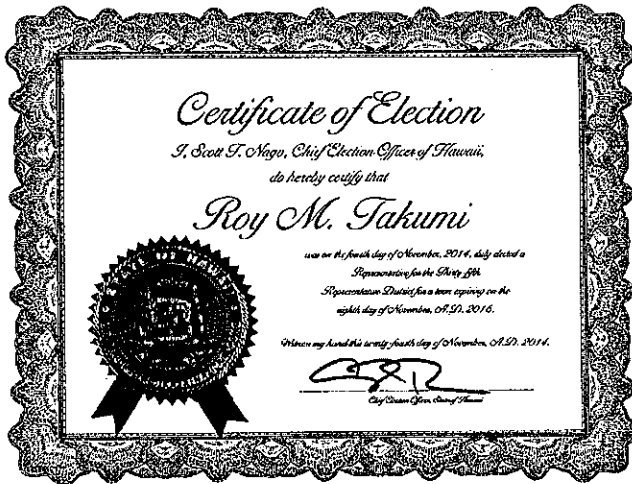 Certificate of Election
I, Scott T. Nago, Chief Election Officer of Hawaii,
do hereby certify that
Roy M. Takumi
was on the fourth day of November, 2014, duly elected a
Representative for the Thirty fifth
Representative District for a term expiring on the
eighth day of November, A.D. 2016.
Witness my hand this twenty-fourth day of November, A.D. 2014.
Chief Election Officer, State of Hawaii
STATE OF